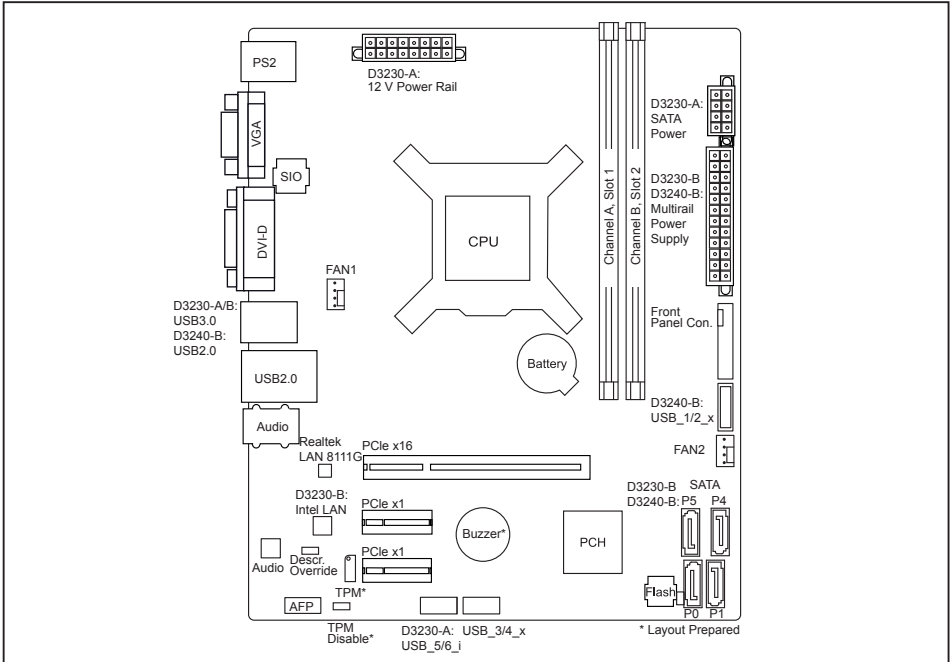 PS2
D3230-A:
12 V Power Rail
D3230-A:
SATA
Power
VGA
SIO
Channel A, Slot 1
Channel B, Slot 2
D3230-B
D3240-B:
Multirail
Power
Supply
CPU
DVI-D
FAN1
D3230-A/B:
USB3.0
D3240-B:
USB2.0
Front
Panel Con.
Battery
USB2.0
D3240-B:
USB_1/2_x
Audio
Realtek
LAN 8111G
PCIe x16
FAN2
D3230-B:
Intel LAN
PCIe x1
D3230-B
D3240-B:
SATA
P5
P4
Buzzer*
PCH
Audio
Descr.
Override
PCIe x1
TPM*
Flash
AFP
P0
P1
TPM
Disable*
D3230-A:
USB_5/6_i
USB_3/4_x
* Layout Prepared